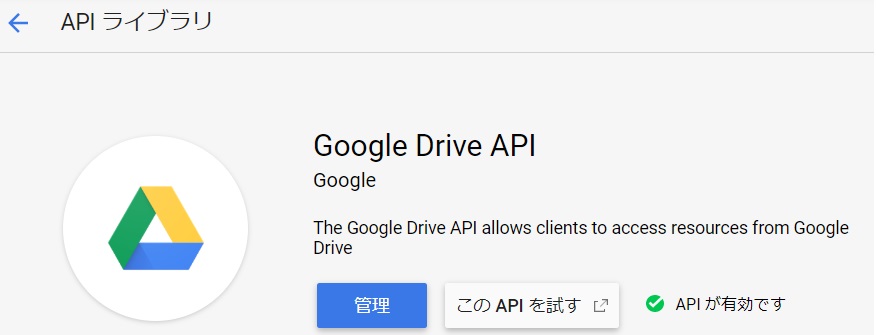 API ライブラリ
Google Drive API
Google
The Google Drive API allows clients to access resources from Google
Drive
管理
この API を試す
API が有効です